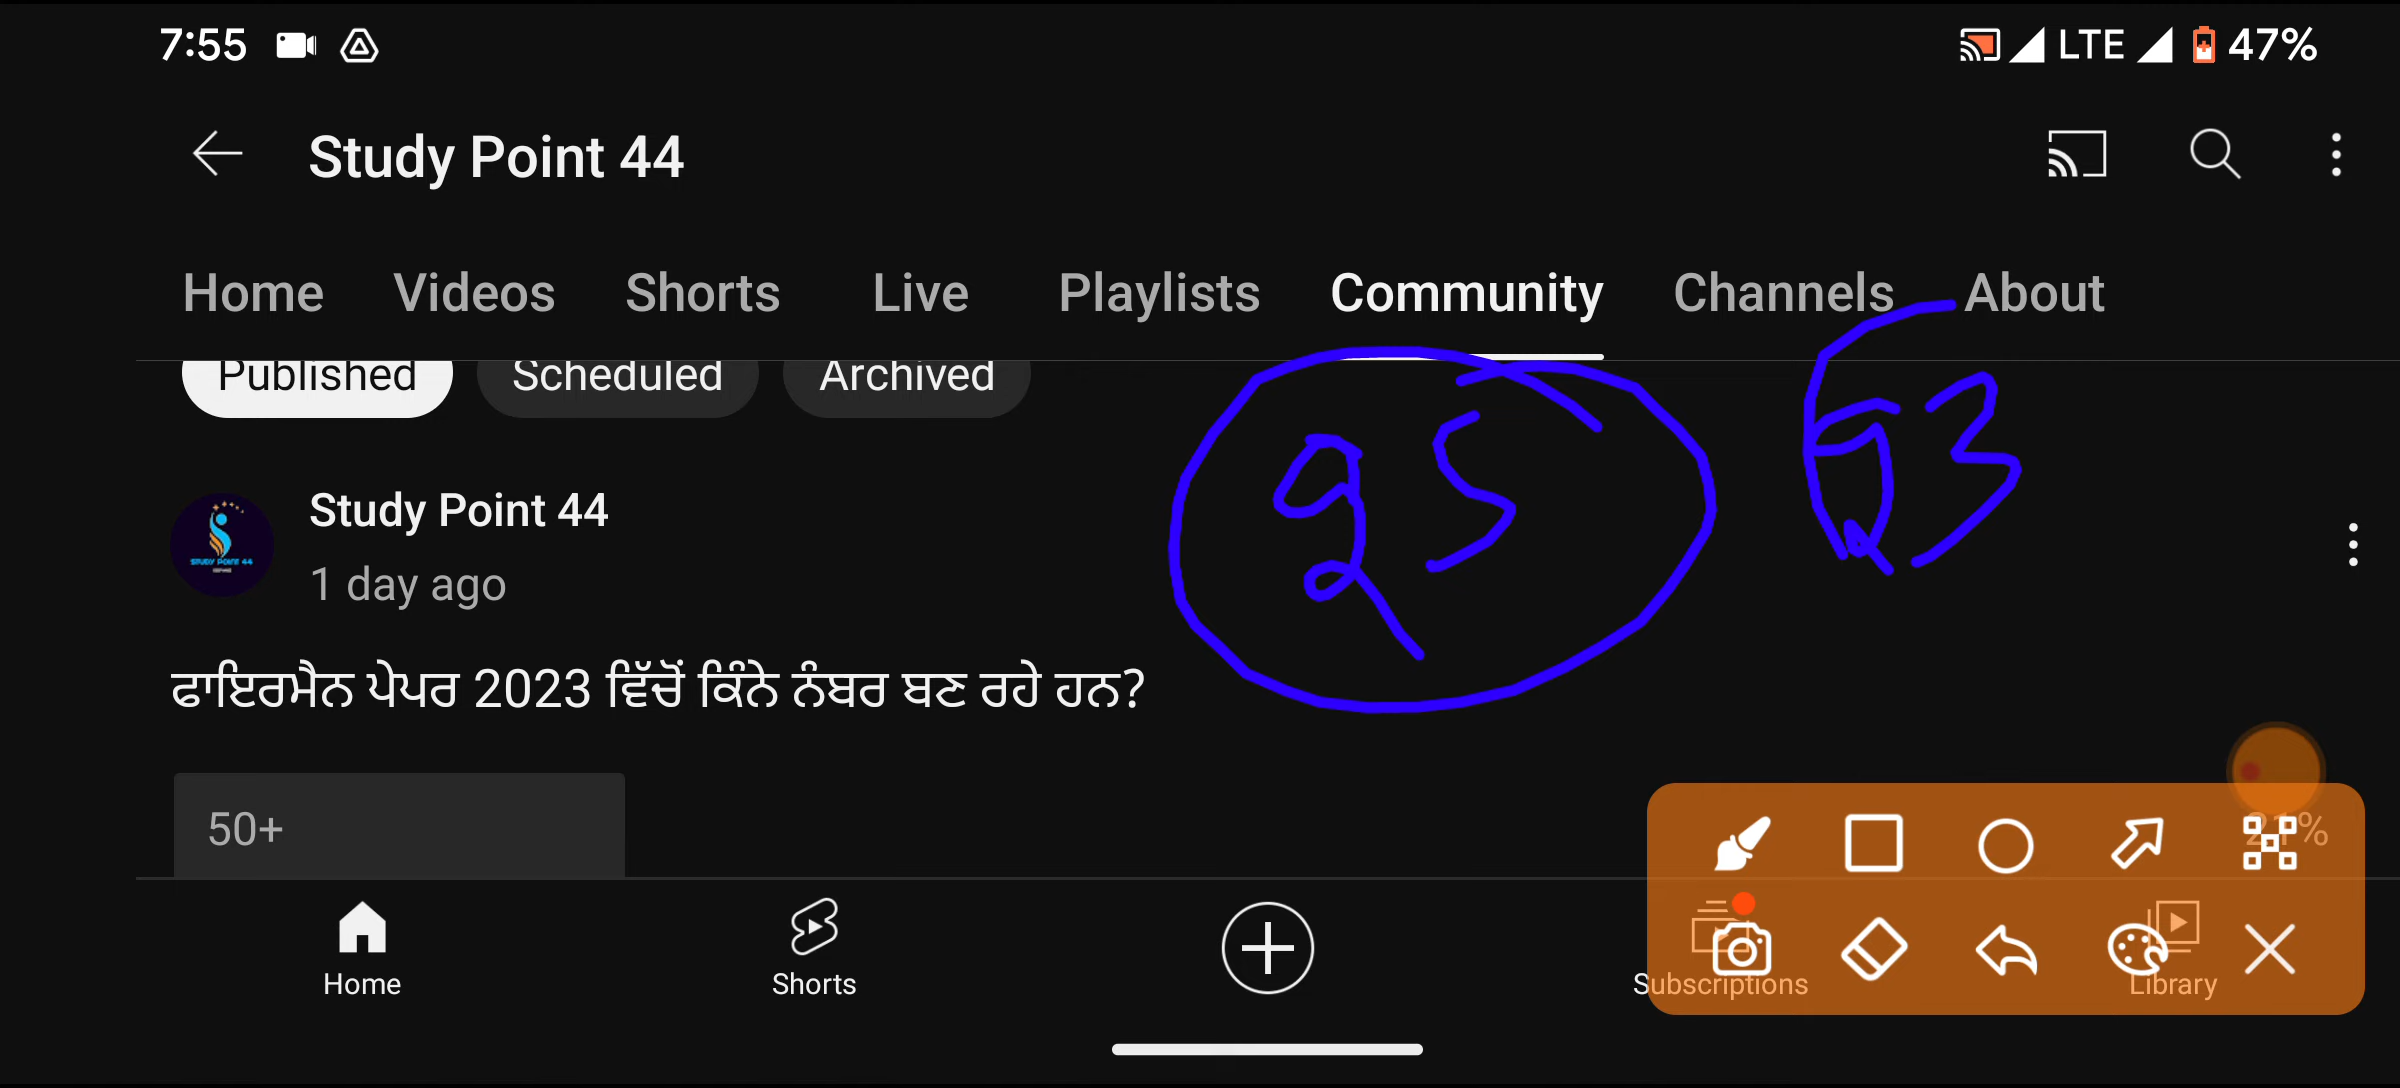 7:55 LTE 47%
Study Point 44
Home Videos Shorts Live Playlists Community Channels About
Published Scheduled Archived
Study Point 44
1 day ago
ਫਾਇਰਮੈਨ ਪੇਪਰ 2023 ਵਿੱਚੋਂ ਕਿੰਨੇ ਨੰਬਰ ਬਣ ਰਹੇ ਹਨ?
50+
21%
Home Shorts Subscriptions Library